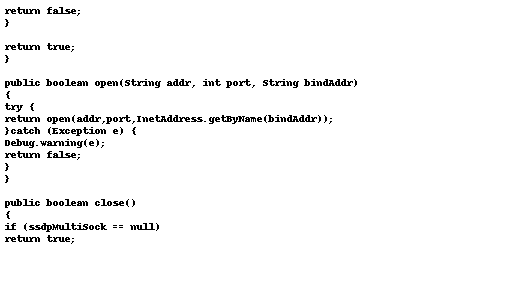 return false;
}

return true;
}

public boolean open(String addr, int port, String bindAddr)
{
try {
return open(addr,port,InetAddress.getByName(bindAddr));
}catch (Exception e) {
Debug.warning(e);
return false;
}
}

public boolean close()
{
if (ssdpMultiSock == null)
return true;